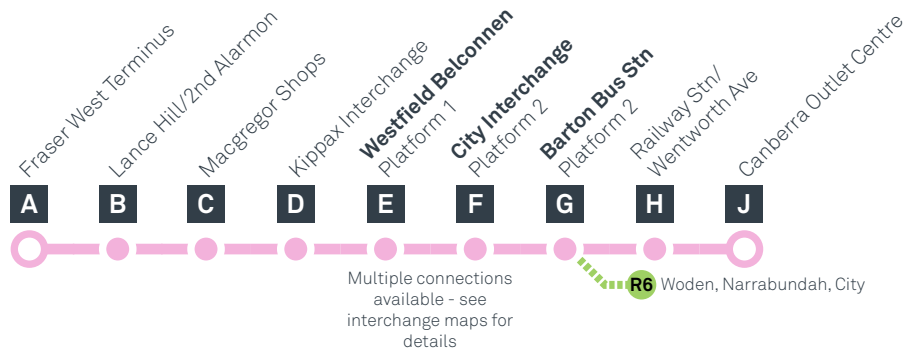 Fraser West Terminus
Lance Hill/2nd Alarmon
Macgregor Shops
Kippax Interchange
Westfield Belconnen
Platform 1
City Interchange
Platform 2
Barton Bus Stn
Platform 2
Railway Stn/
Wentworth Ave
Canberra Outlet Centre
A B C D E F G H J
Multiple connections
available - see
interchange maps for
details
R6 Woden, Narrabundah, City